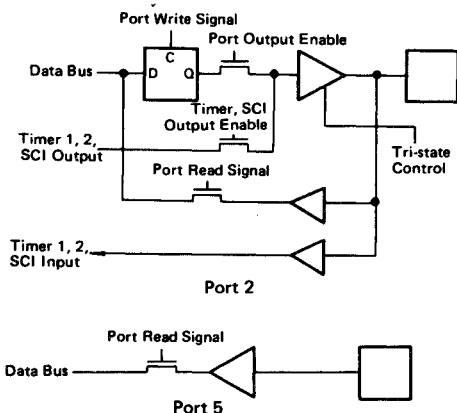 Port Write Signal
C
Port Output Enable
Data Bus
D
Q
Timer, SCI
Output Enable
Timer 1, 2,
SCI Output
Tri-state
Control
Port Read Signal
Timer 1, 2,
SCI Input
Port 2
Port Read Signal
Data Bus
Port 5